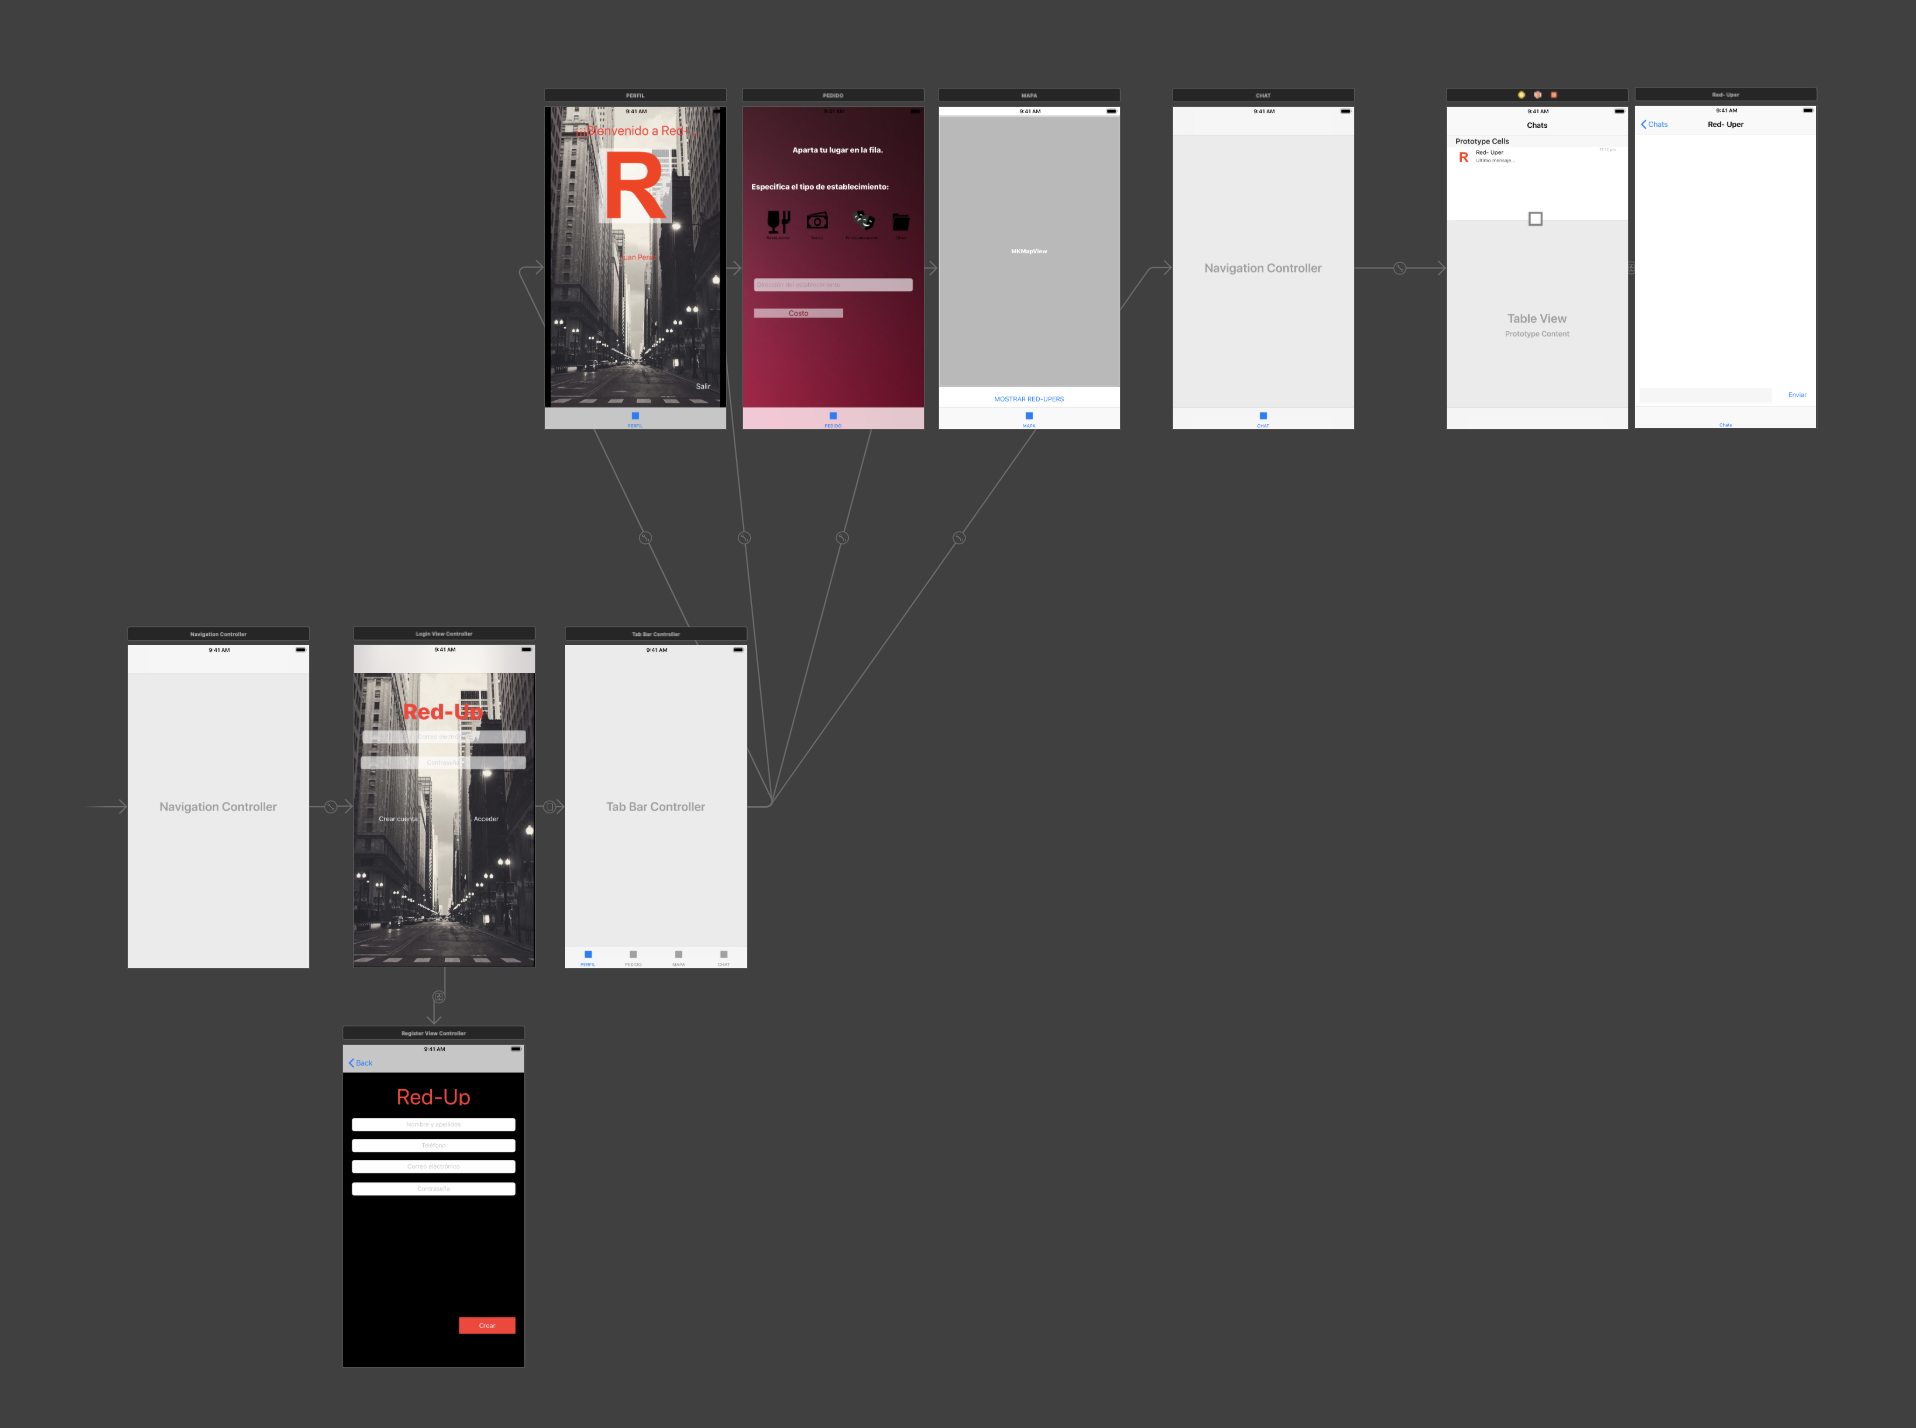 PERFIL
9:41 AM
¡¡¡Bienvenido a Red-...
R
Juan Perez
Salir
PERFIL
PEDIDO
9:41 AM
Aparta tu lugar en la fila.
Especifica el tipo de establecimiento:
Dirección del establecimiento
Costo
PEDIDO
MAPA
9:41 AM
MKMapView
MOSTRAR RED-UPERS
MAPA
CHAT
9:41 AM
Navigation Controller
CHAT
9:41 AM
Chats
Prototype Cells
R
Red- Uper
Ultimo mensaje...
Table View
Prototype Content
Red- Uper
9:41 AM
Chats
Red- Uper
Enviar
Chats
Navigation Controller
9:41 AM
Navigation Controller
Login View Controller
9:41 AM
Red-Up
Correo electró
Contraseña
Crear cuenta
Acceder
Tab Bar Controller
9:41 AM
Tab Bar Controller
PERFIL
PEDIDO
MAPA
CHAT
Register View Controller
9:41 AM
Back
Red-Up
Nombre y apellidos
Teléfono
Correo electrónico
Contraseña
Crear